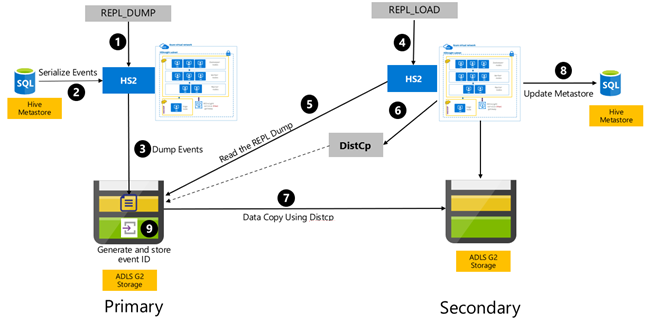 REPL_DUMP
REPL_LOAD
1
4
SQL
Serialize Events
2
HS2
HS2
8
Update Metastore
SQL
Hive
Metastore
Hive
Metastore
5
6
Read the REPL Dump
3
Dump Events
DistCp
7
Data Copy Using Distcp
9
Generate and store
event ID
ADLS G2
Storage
ADLS G2
Storage
Primary
Secondary